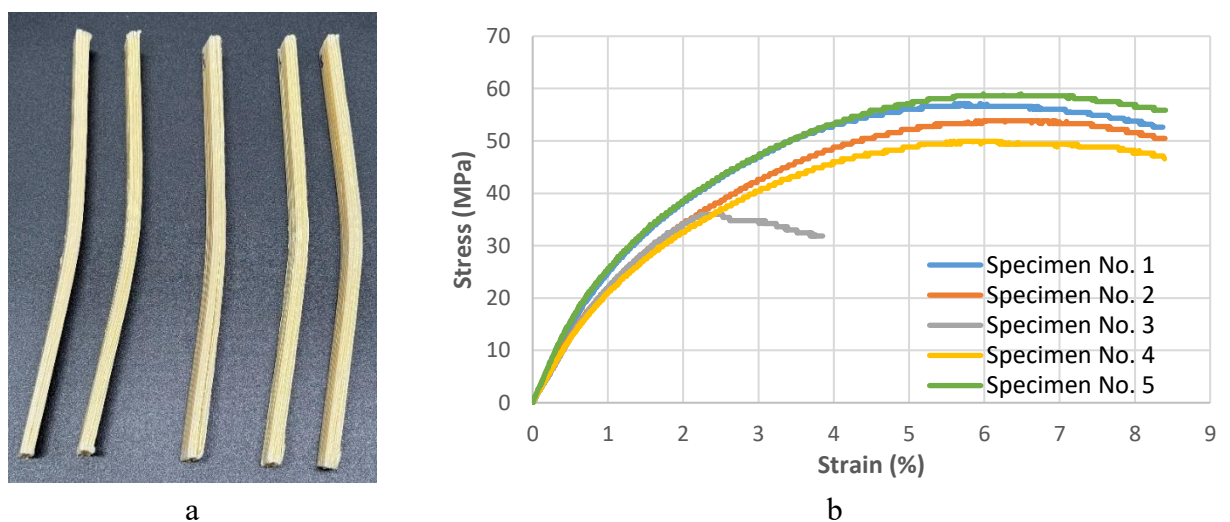 70
60
50
40
30
20
10
0
Stress (MPa)
Specimen No. 1
Specimen No. 2
Specimen No. 3
Specimen No. 4
Specimen No. 5
0 1 2 3 4 5 6 7 8 9
Strain (%)
a b